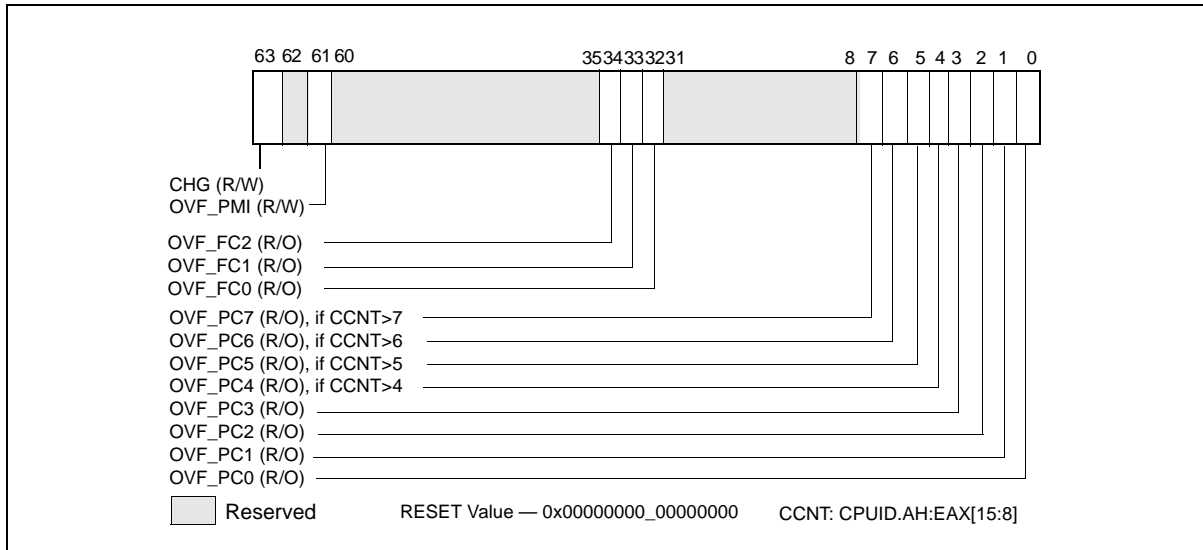 63 62 61 60 35 34 33 32 31 8 7 6 5 4 3 2 1 0
CHG (R/W)
OVF_PMI (R/W)
OVF_FC2 (R/O)
OVF_FC1 (R/O)
OVF_FC0 (R/O)
OVF_PC7 (R/O), if CCNT>7
OVF_PC6 (R/O), if CCNT>6
OVF_PC5 (R/O), if CCNT>5
OVF_PC4 (R/O), if CCNT>4
OVF_PC3 (R/O)
OVF_PC2 (R/O)
OVF_PC1 (R/O)
OVF_PC0 (R/O)
Reserved RESET Value — 0x00000000_00000000 CCNT: CPUID.AH:EAX[15:8]